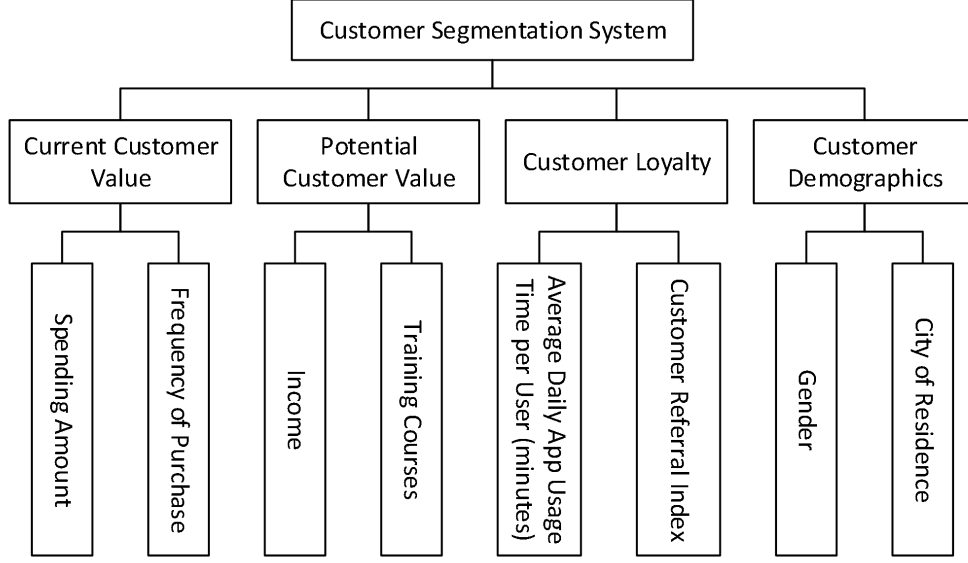 Customer Segmentation System
Current Customer
Value
Potential
Customer Value
Customer Loyalty
Customer
Demographics
Spending Amount
Frequency of Purchase
Income
Training Courses
Average Daily App Usage
Time per User (minutes)
Customer Referral Index
Gender
City of Residence